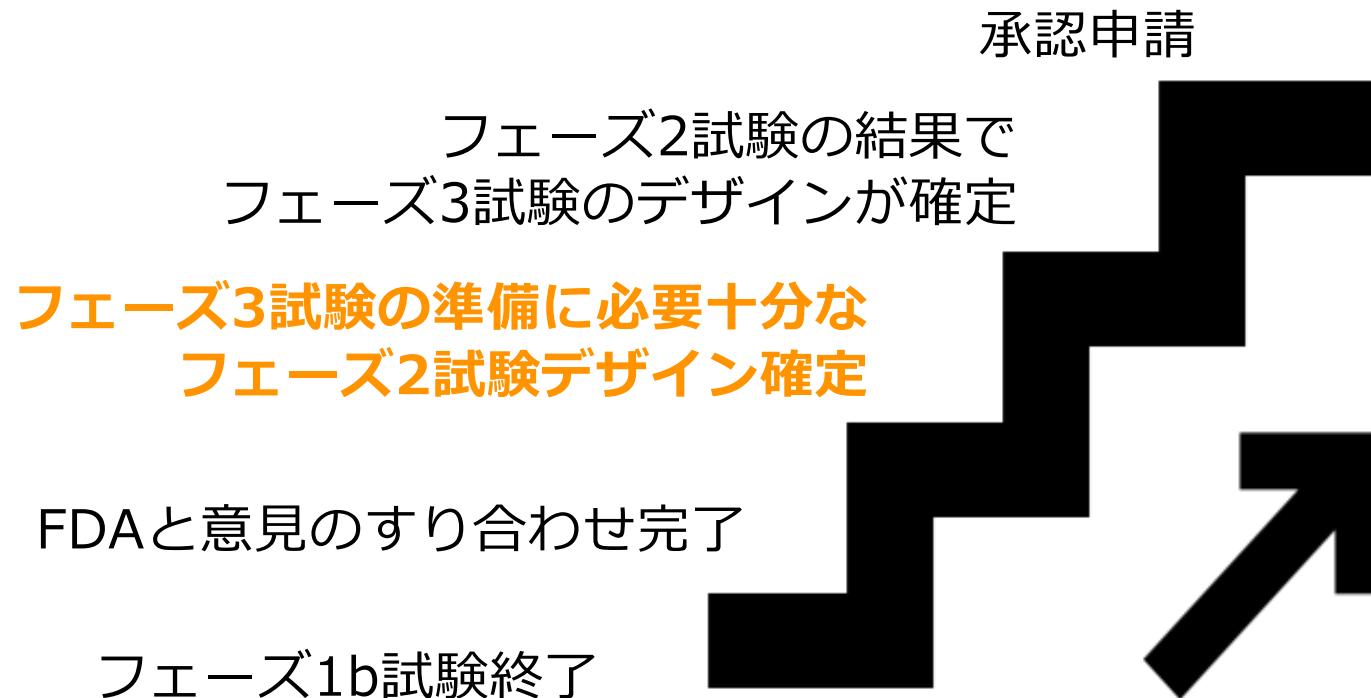 承認申請
フェーズ2試験の結果で
フェーズ3試験のデザインが確定
フェーズ3試験の準備に必要十分な
フェーズ2試験デザイン確定
FDAと意見のすり合わせ完了
フェーズ1b試験終了